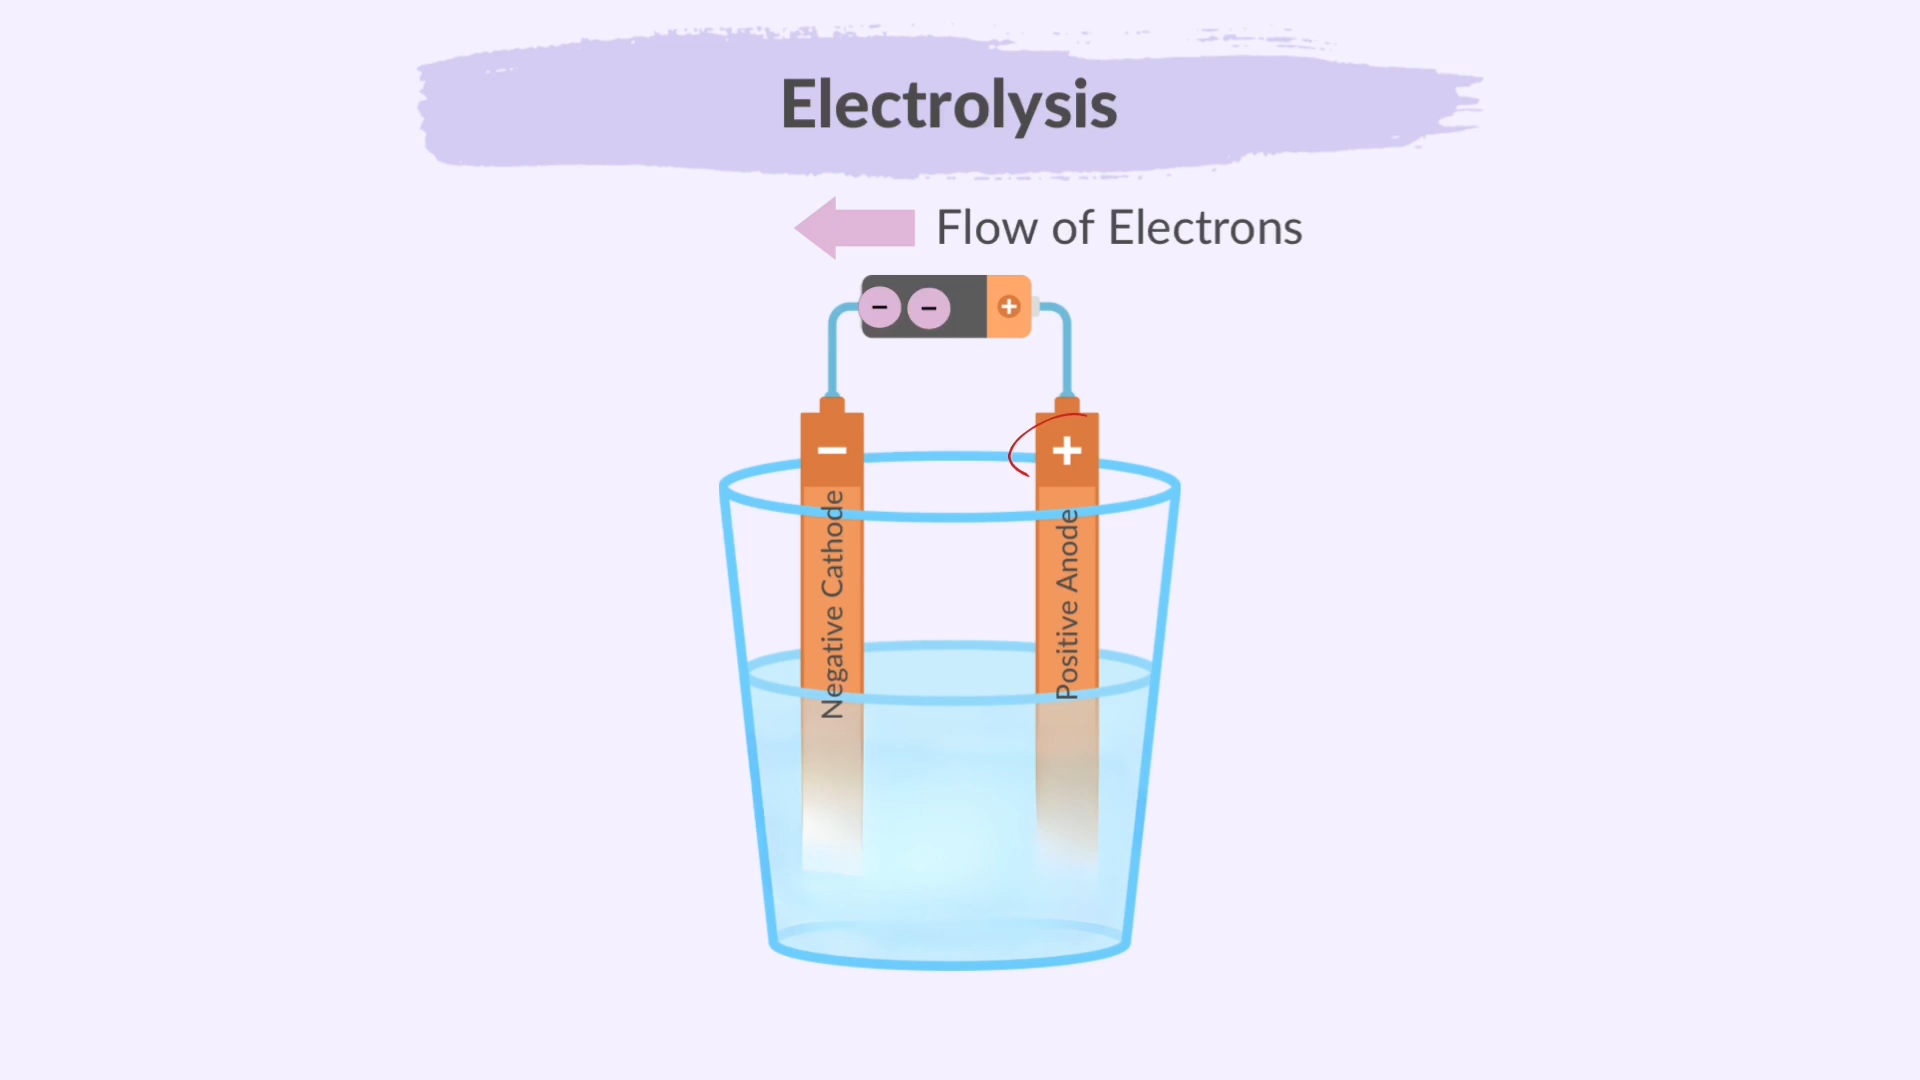 Electrolysis
Flow of Electrons
− − +
− +
Negative Cathode
Positive Anode